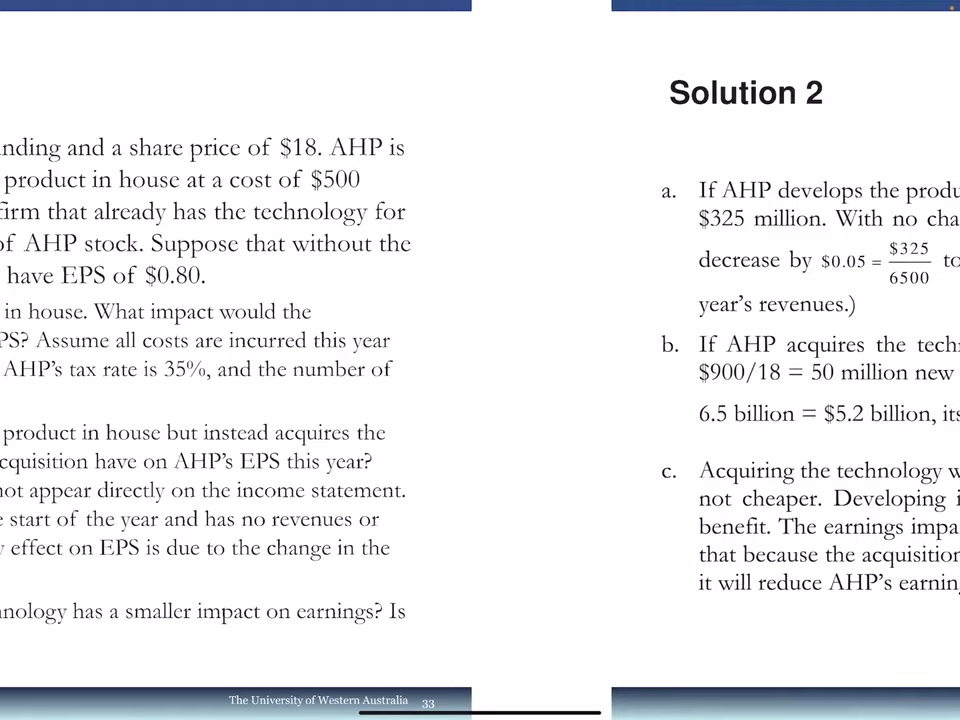 nding and a share price of $18. AHP is
product in house at a cost of $500
firm that already has the technology for
of AHP stock. Suppose that without the
have EPS of $0.80.
in house. What impact would the
PS? Assume all costs are incurred this year
AHP's tax rate is 35%, and the number of
product in house but instead acquires the
cquisition have on AHP's EPS this year?
not appear directly on the income statement.
e start of the year and has no revenues or
y effect on EPS is due to the change in the
nology has a smaller impact on earnings? Is
The University of Western Australia 33
Solution 2
a. If AHP develops the produ
$325 million. With no cha
decrease by $0.05 = $325/6500 to
year's revenues.)
b. If AHP acquires the techn
$900/18 = 50 million new
6.5 billion = $5.2 billion, its
c. Acquiring the technology w
not cheaper. Developing i
benefit. The earnings impa
that because the acquisition
it will reduce AHP's earning